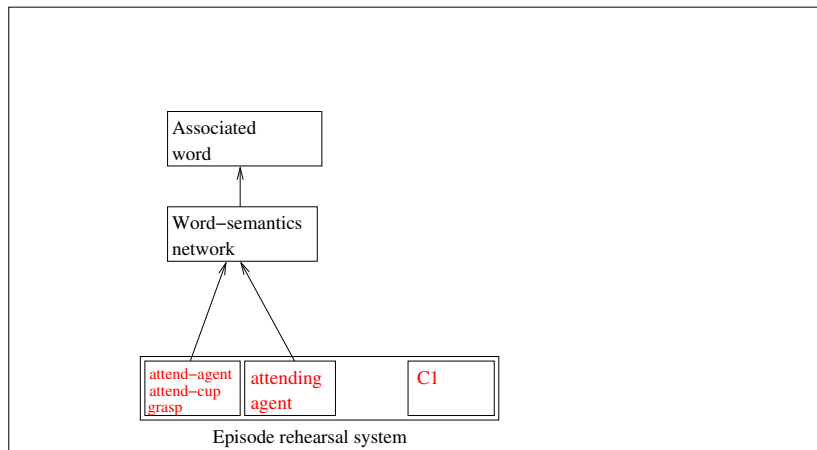 Associated
word
Word−semantics
network
attend−agent
attend−cup
grasp
attending
agent
C1
Episode rehearsal system